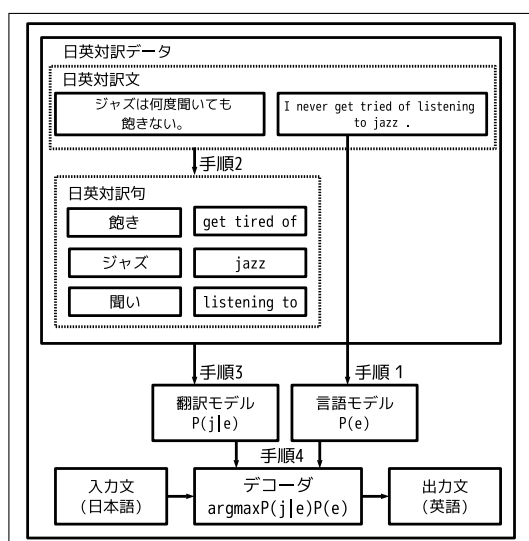 日英対訳データ
日英対訳文
ジャズは何度聞いても
飽きない。
I never get tried of listening
to jazz .
手順2
日英対訳句
飽き
get tired of
ジャズ
jazz
聞い
listening to
手順3
手順 1
翻訳モデル
P(j|e)
言語モデル
P(e)
手順4
入力文
(日本語)
デコーダ
argmaxP(j|e)P(e)
出力文
(英語)